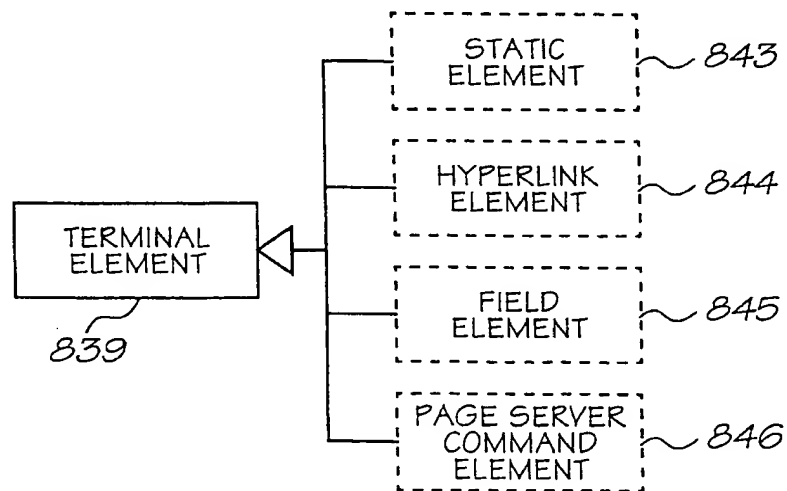 STATIC
ELEMENT
843
HYPERLINK
ELEMENT
844
TERMINAL
ELEMENT
839
FIELD
ELEMENT
845
PAGE SERVER
COMMAND
ELEMENT
846